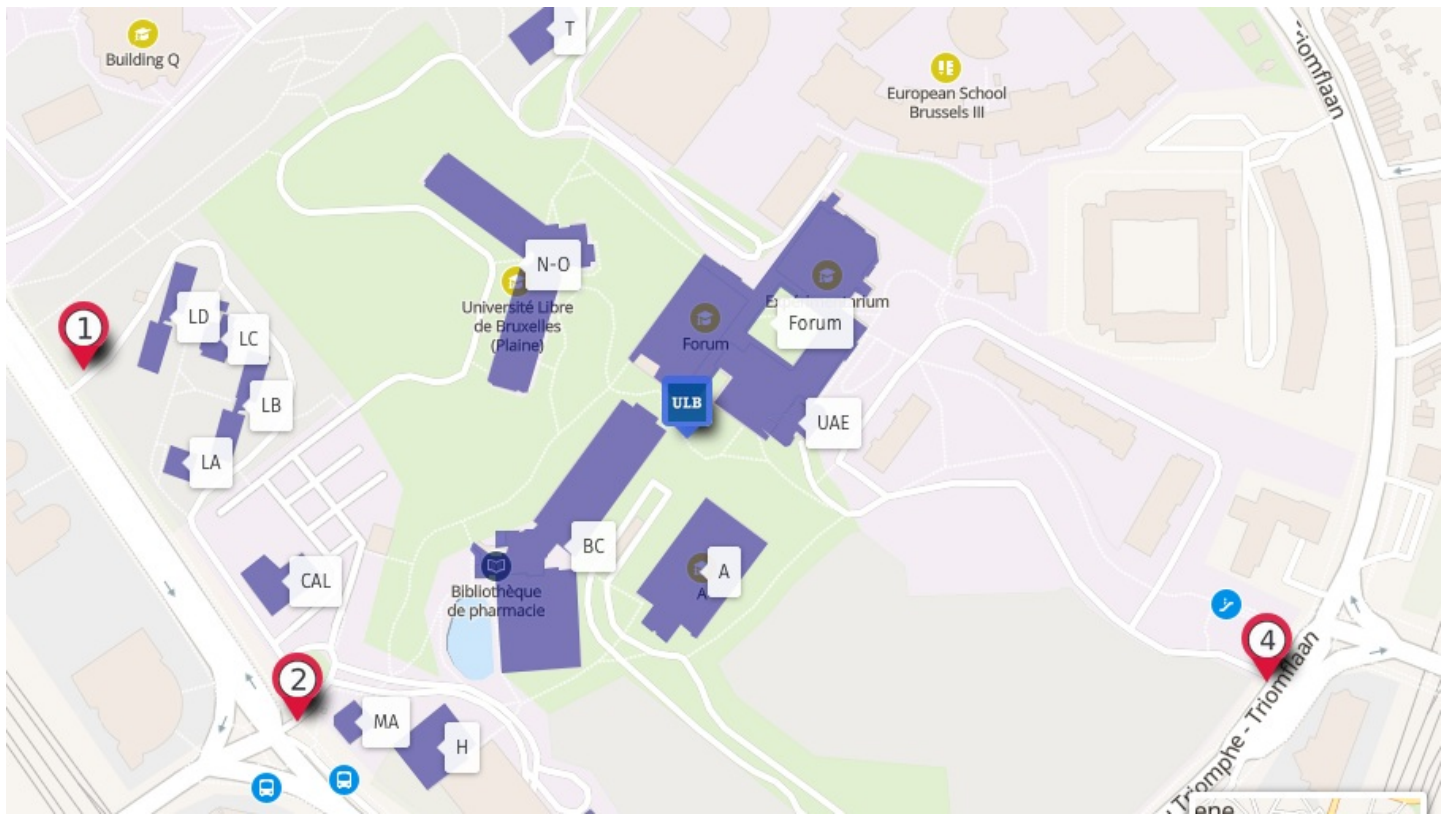 T
Building Q
European School
Brussels III
Triomflaan
N-O
Université Libre
de Bruxelles
(Plaine)
LD
1
LC
Forum
Forum
LB
ULB
UAE
LA
BC
A
CAL
Bibliothèque
de pharmacie
4
2
MA
H
Triomphe - Triomflaan
ene